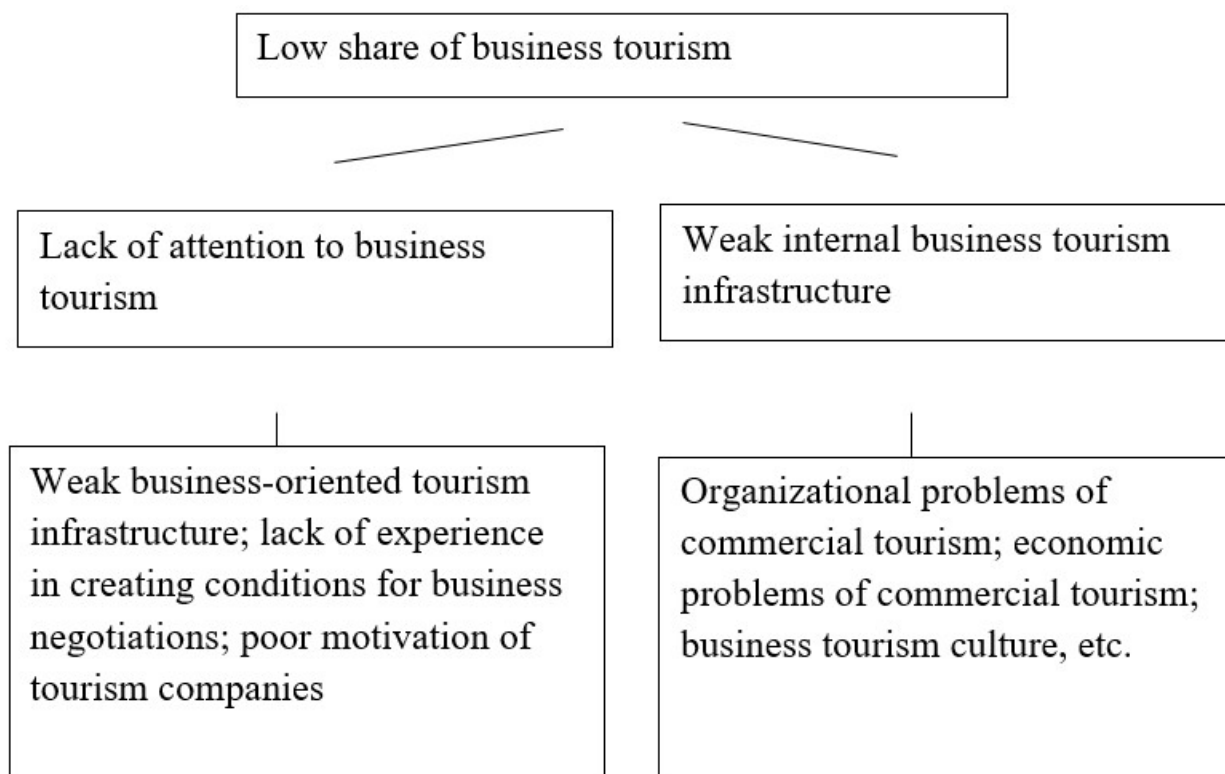 Low share of business tourism
Lack of attention to business
tourism
Weak internal business tourism
infrastructure
Weak business-oriented tourism
infrastructure; lack of experience
in creating conditions for business
negotiations; poor motivation of
tourism companies
Organizational problems of
commercial tourism; economic
problems of commercial tourism;
business tourism culture, etc.